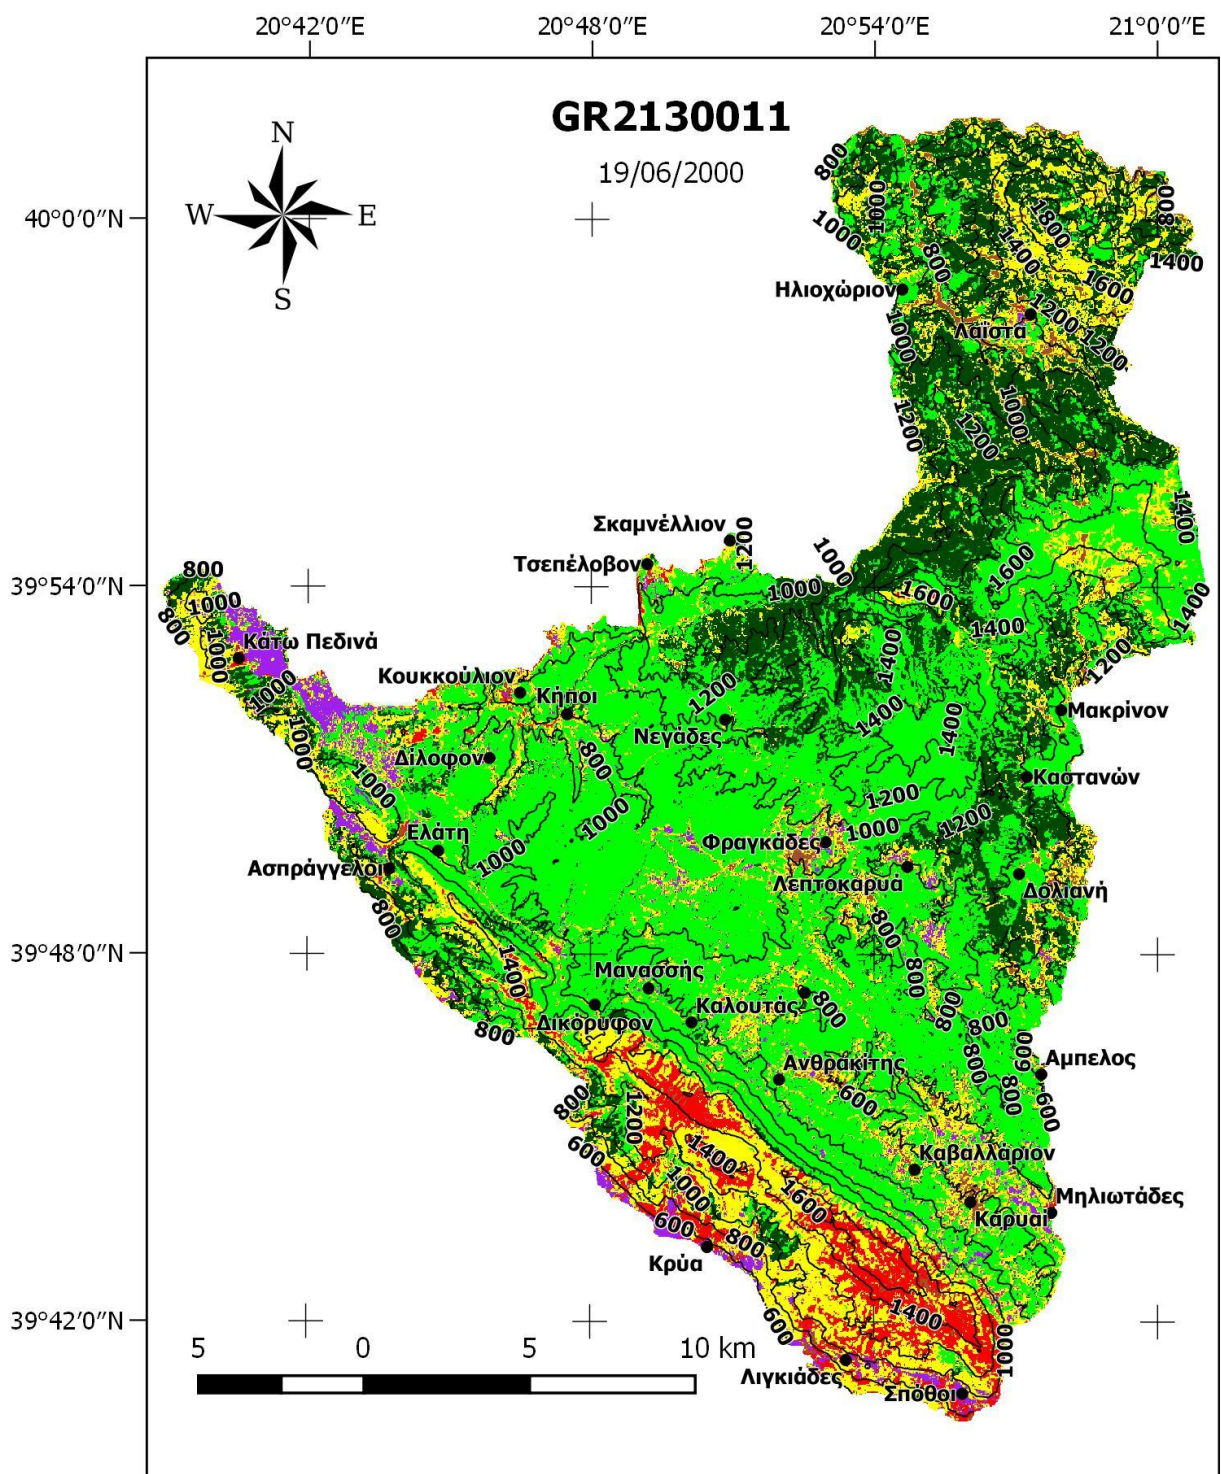 20°42′0″E 20°48′0″E 20°54′0″E 21°0′0″E
GR2130011
19/06/2000
N
W E
S
40°0′0″N
39°54′0″N
39°48′0″N
39°42′0″N
800
1000
1000
800
1800
1400
800
1400
1600
Ηλιοχώριον
1200
Λάϊστα
1000
1200
1000
1200
1200
1400
Σκαμνέλλιον
1200
Τσεπέλοβον
1000
1000
1600
1600
1400
800
1000
800
1000
Κάτω Πεδινά
1400
1400
1200
Κουκκούλιον
Κήποι
1000
1200
Μακρίνον
Νεγάδες
1400
1400
1000
Δίλοφον
800
Καστανών
1000
1200
1000
1200
1000
Ελάτη
Φραγκάδες
1000
Ασπράγγελοι
Λεπτοκαρυά
Δολιανή
800
800
1400
Μανασσής
800
Καλουτάς
800
800
Δικόρυφον
800
800
600
Ανθρακίτης
800
Αμπελος
800
600
800
1200
600
600
1400
Καβαλλάριον
1000
1600
Μηλιωτάδες
Καρυαί
600
800
Κρύα
1400
600
1000
5 0 5 10 km
Λιγκιάδες
Σπόθοι